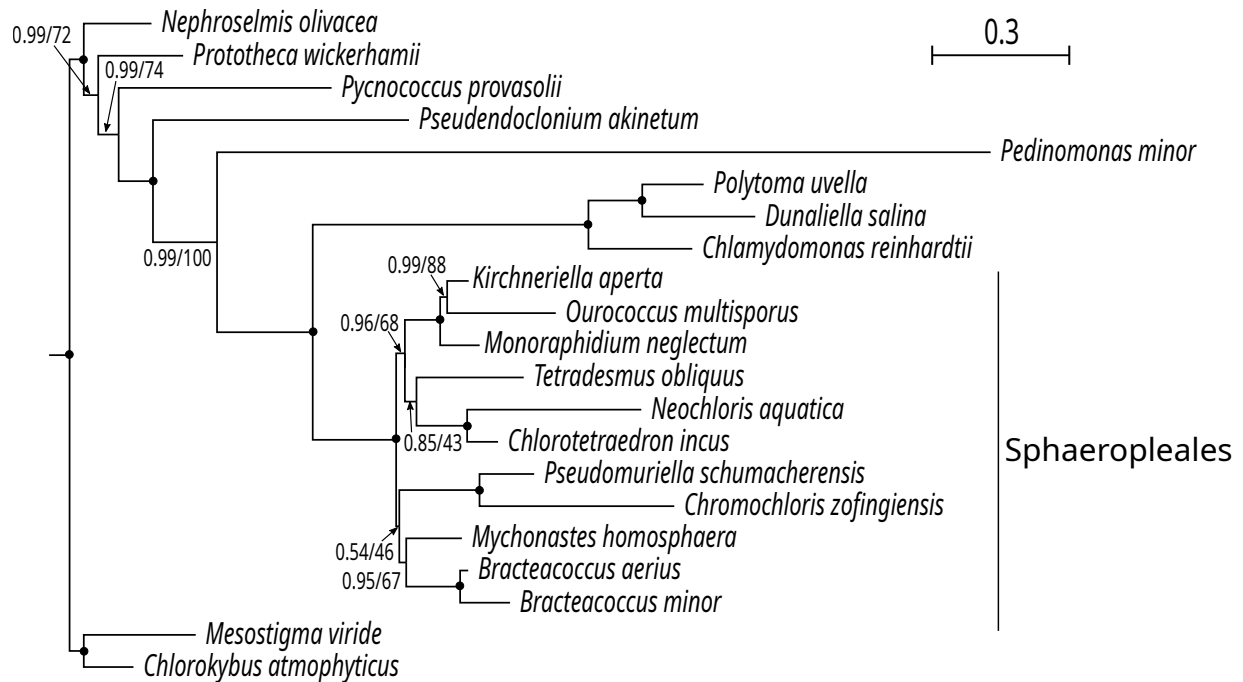 Nephroselmis olivacea
0.3
0.99/72
Prototheca wickerhamii
0.99/74
Pycnococcus provasolii
Pseudendoclonium akinetum
Pedinomonas minor
Polytoma uvella
Dunaliella salina
Chlamydomonas reinhardtii
0.99/100
0.99/88
Kirchneriella aperta
Ourococcus multisporus
0.96/68
Monoraphidium neglectum
Tetradesmus obliquus
Neochloris aquatica
0.85/43
Chlorotetraedron incus
Sphaeropleales
Pseudomuriella schumacherensis
Chromochloris zofingiensis
Mychonastes homosphaera
0.54/46
Bracteacoccus aerius
0.95/67
Bracteacoccus minor
Mesostigma viride
Chlorokybus atmophyticus